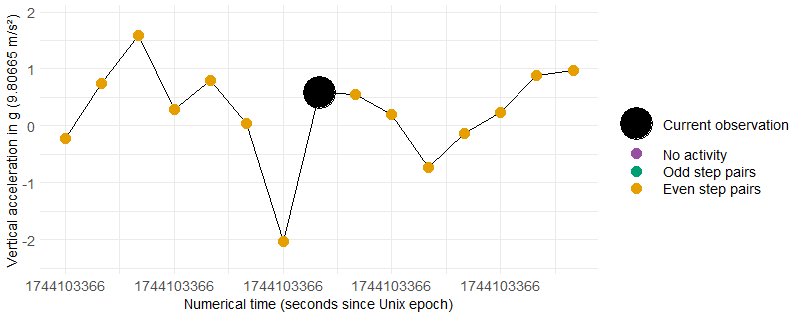 Vertical acceleration in g (9.80665 m/s²)
2
1
0
-1
-2
1744103366 1744103366 1744103366 1744103366 1744103366
Numerical time (seconds since Unix epoch)
Current observation
No activity
Odd step pairs
Even step pairs